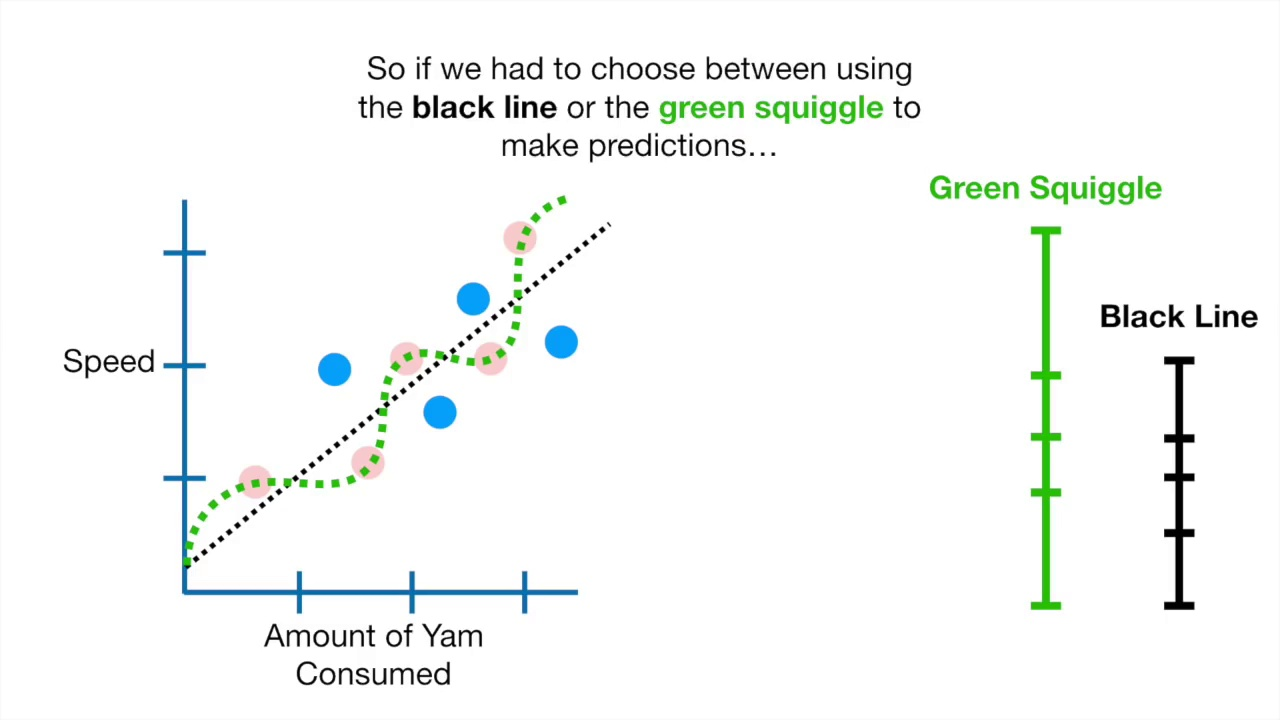 So if we had to choose between using
the black line or the green squiggle to
make predictions…
Green Squiggle
Black Line
Speed
Amount of Yam
Consumed